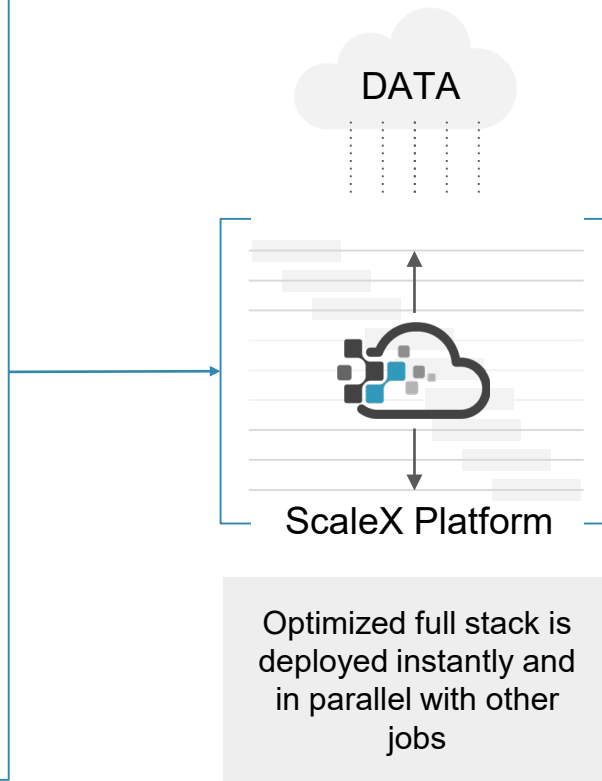 DATA
ScaleX Platform
Optimized full stack is
deployed instantly and
in parallel with other
jobs